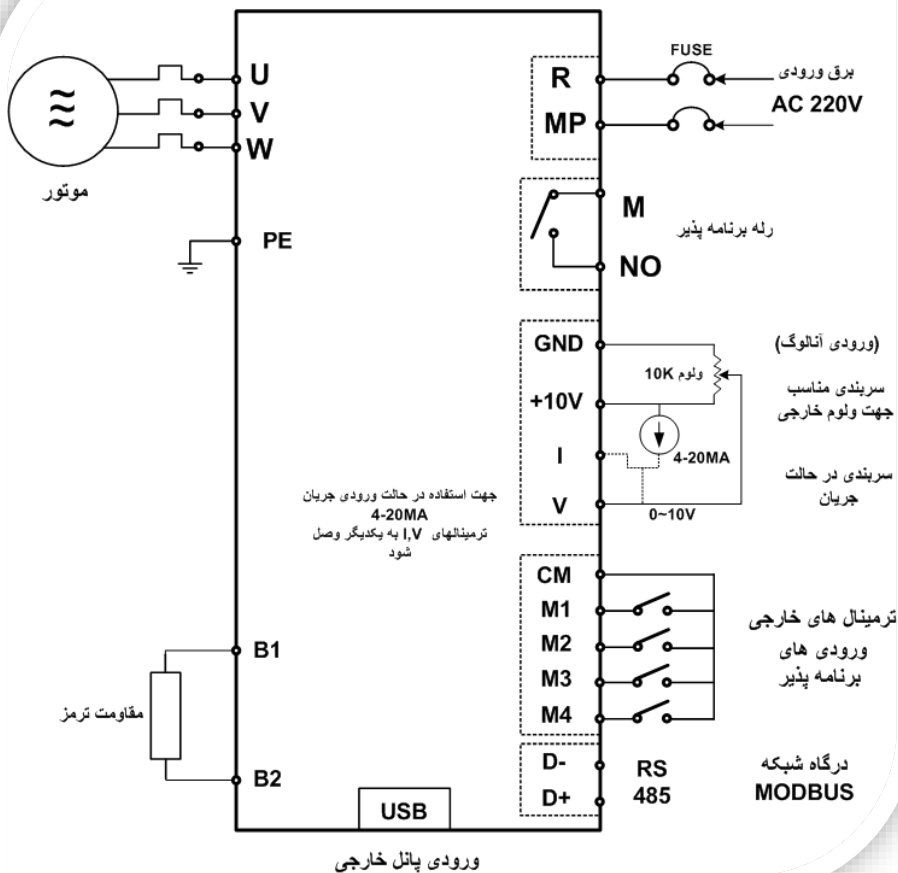 U
V
W
موتور
PE
R
MP
FUSE
برق ورودی
AC 220V
M
NO
رله برنامه پذیر
GND
+10V
I
V
ولوم 10K
4-20MA
0~10V
(ورودی آنالوگ)
سربندی مناسب
جهت ولوم خارجی
سربندی در حالت
جریان
جهت استفاده در حالت ورودی جریان
4-20MA
ترمینالهای I,V به یکدیگر وصل
شود
CM
M1
M2
M3
M4
ترمینال های خارجی
ورودی های
برنامه پذیر
B1
مقاومت ترمز
B2
D-
D+
RS
485
درگاه شبکه
MODBUS
USB
ورودی پانل خارجی